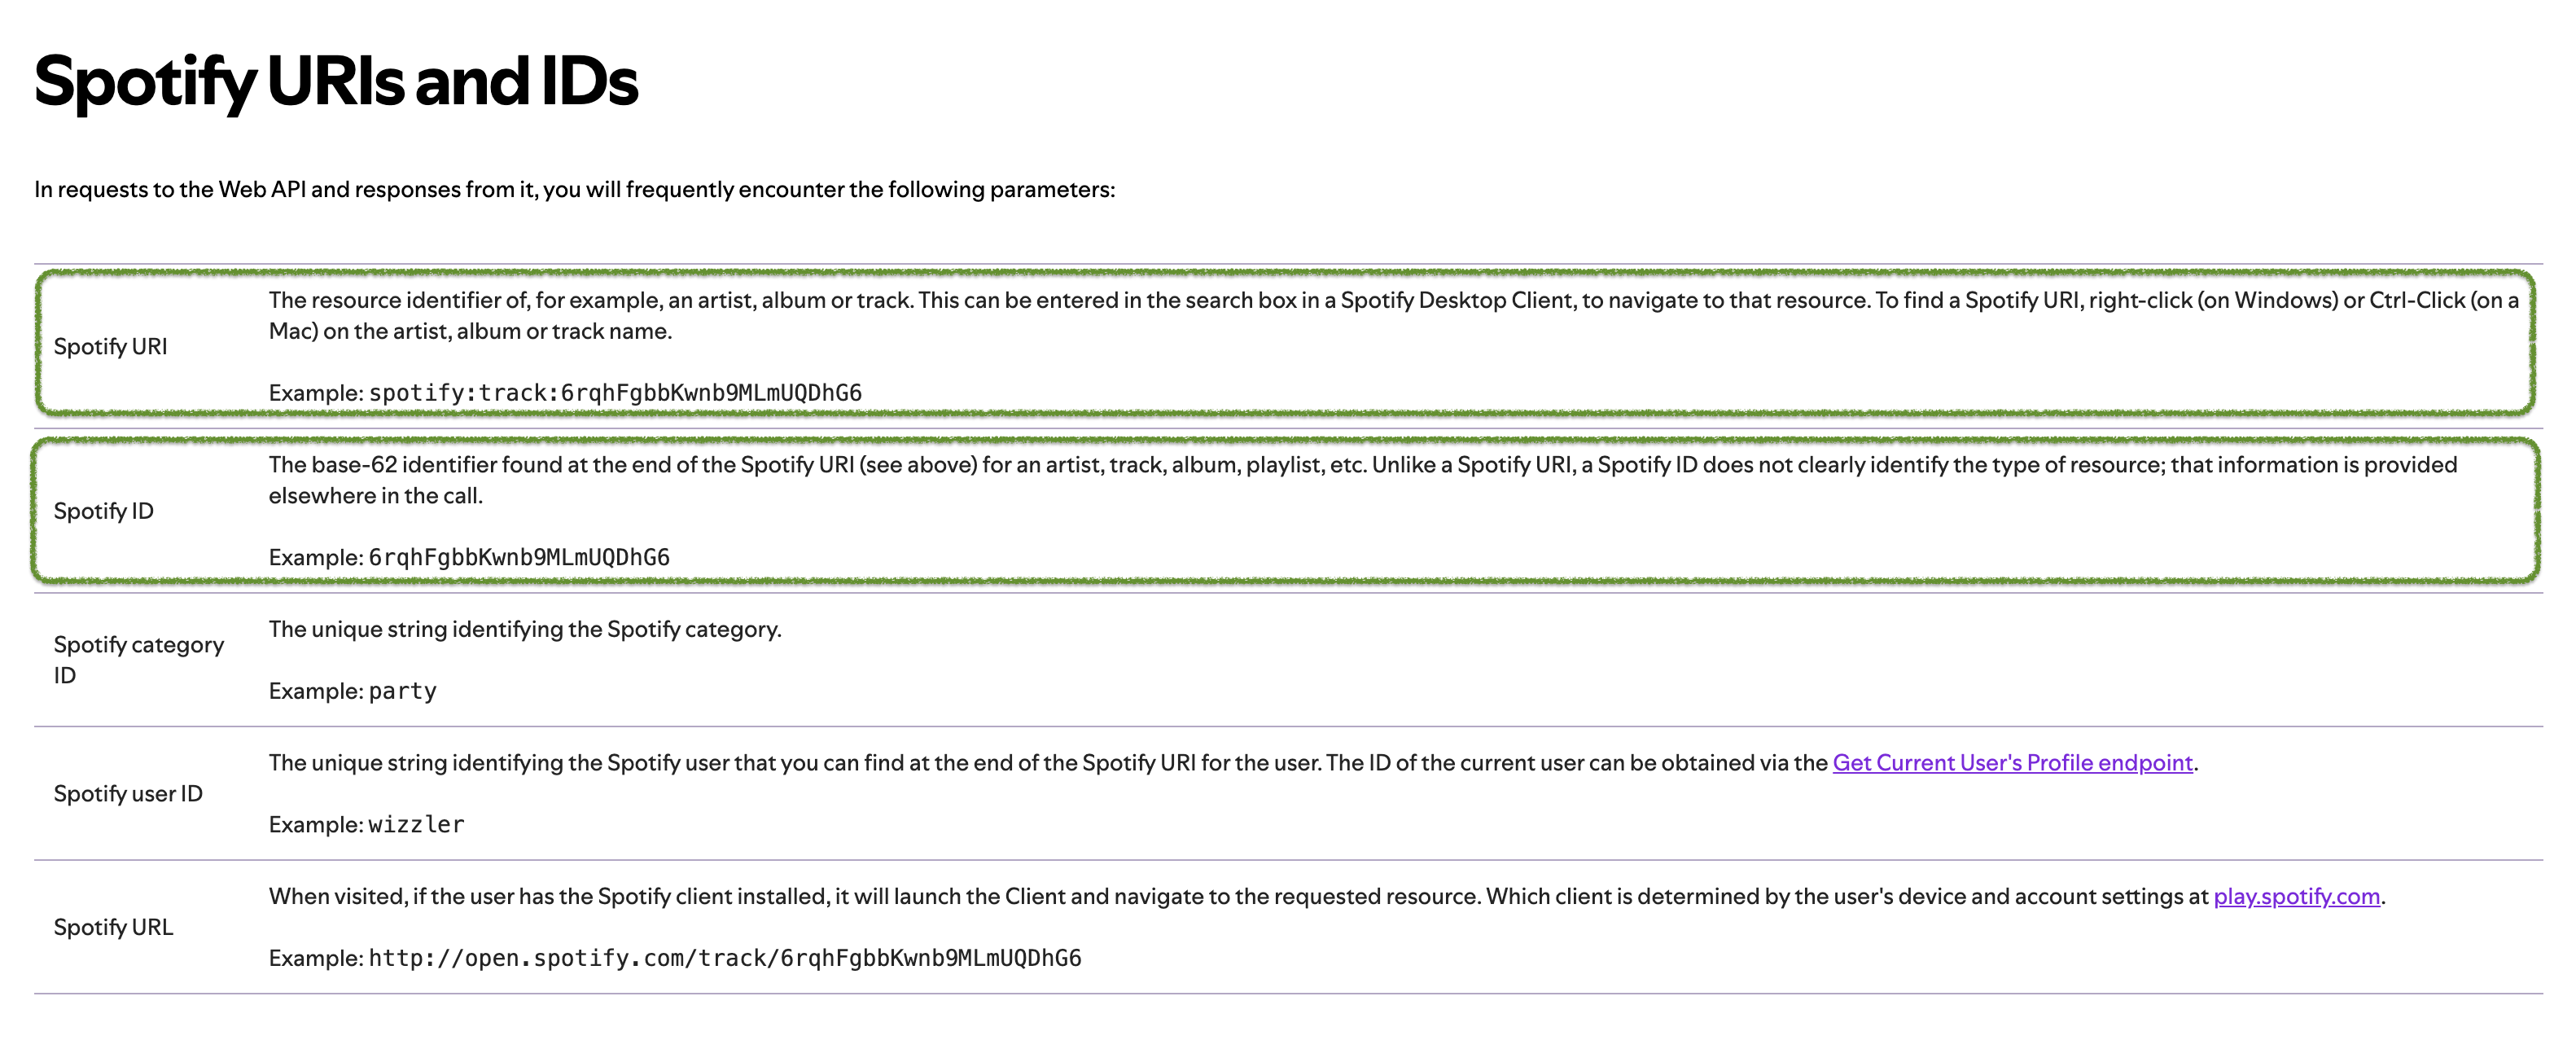 Spotify URIs and IDs
In requests to the Web API and responses from it, you will frequently encounter the following parameters:
Spotify URI
The resource identifier of, for example, an artist, album or track. This can be entered in the search box in a Spotify Desktop Client, to navigate to that resource. To find a Spotify URI, right-click (on Windows) or Ctrl-Click (on a
Mac) on the artist, album or track name.
Example: spotify:track:6rqhFgbbKwnb9MLmUQDhG6
Spotify ID
The base-62 identifier found at the end of the Spotify URI (see above) for an artist, track, album, playlist, etc. Unlike a Spotify URI, a Spotify ID does not clearly identify the type of resource; that information is provided
elsewhere in the call.
Example: 6rqhFgbbKwnb9MLmUQDhG6
Spotify category
ID
The unique string identifying the Spotify category.
Example: party
Spotify user ID
The unique string identifying the Spotify user that you can find at the end of the Spotify URI for the user. The ID of the current user can be obtained via the Get Current User's Profile endpoint.
Example: wizzler
Spotify URL
When visited, if the user has the Spotify client installed, it will launch the Client and navigate to the requested resource. Which client is determined by the user's device and account settings at play.spotify.com.
Example: http://open.spotify.com/track/6rqhFgbbKwnb9MLmUQDhG6